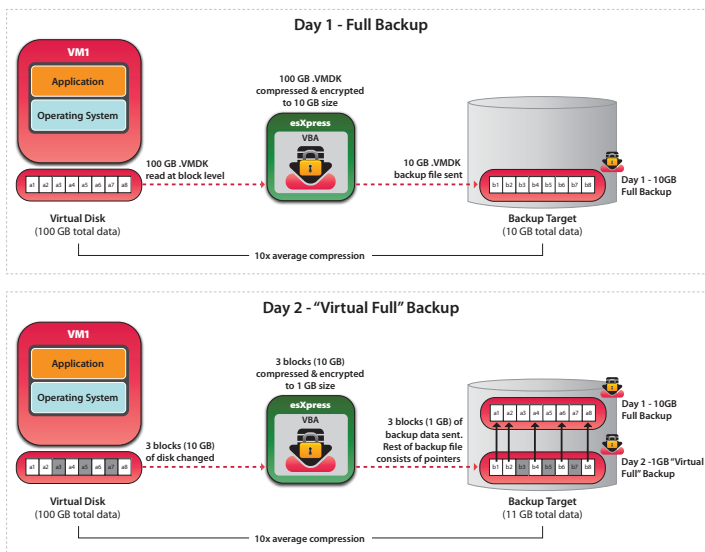 Day 1 - Full Backup
VM1
Application
Operating System
a1 a2 a3 a4 a5 a6 a7 a8
Virtual Disk
(100 GB total data)
100 GB .VMDK
read at block level
100 GB .VMDK
compressed & encrypted
to 10 GB size
esXpress
VBA
10 GB .VMDK
backup file sent
b1 b2 b3 b4 b5 b6 b7 b8
Day 1 - 10GB
Full Backup
Backup Target
(10 GB total data)
10x average compression
Day 2 - “Virtual Full” Backup
VM1
Application
Operating System
a1 a2 a3 a4 a5 a6 a7 a8
Virtual Disk
(100 GB total data)
3 blocks (10 GB)
of disk changed
3 blocks (10 GB)
compressed & encrypted
to 1 GB size
esXpress
VBA
3 blocks (1 GB) of
backup data sent.
Rest of backup file
consists of pointers
a1 a2 a3 a4 a5 a6 a7 a8
Day 1 - 10GB
Full Backup
b1 b2 b3 b4 b5 b6 b7 b8
Day 2 -1GB “Virtual
Full” Backup
Backup Target
(11 GB total data)
10x average compression